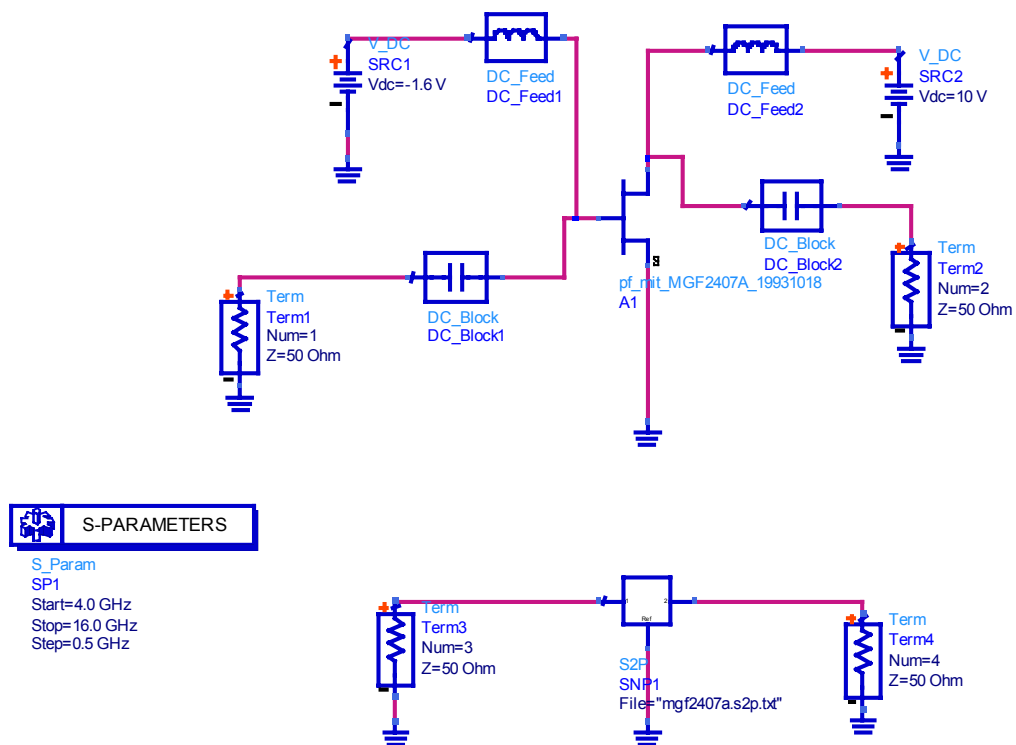 V_DC
SRC1
Vdc=-1.6 V
DC_Feed
DC_Feed1
DC_Feed
DC_Feed2
V_DC
SRC2
Vdc=10 V
DC_Block
DC_Block1
Term
Term1
Num=1
Z=50 Ohm
S
pf_mit_MGF2407A_19931018
A1
DC_Block
DC_Block2
Term
Term2
Num=2
Z=50 Ohm
S-PARAMETERS
S_Param
SP1
Start=4.0 GHz
Stop=16.0 GHz
Step=0.5 GHz
Term
Term3
Num=3
Z=50 Ohm
1
2
Ref
S2P
SNP1
File="mgf2407a.s2p.txt"
Term
Term4
Num=4
Z=50 Ohm